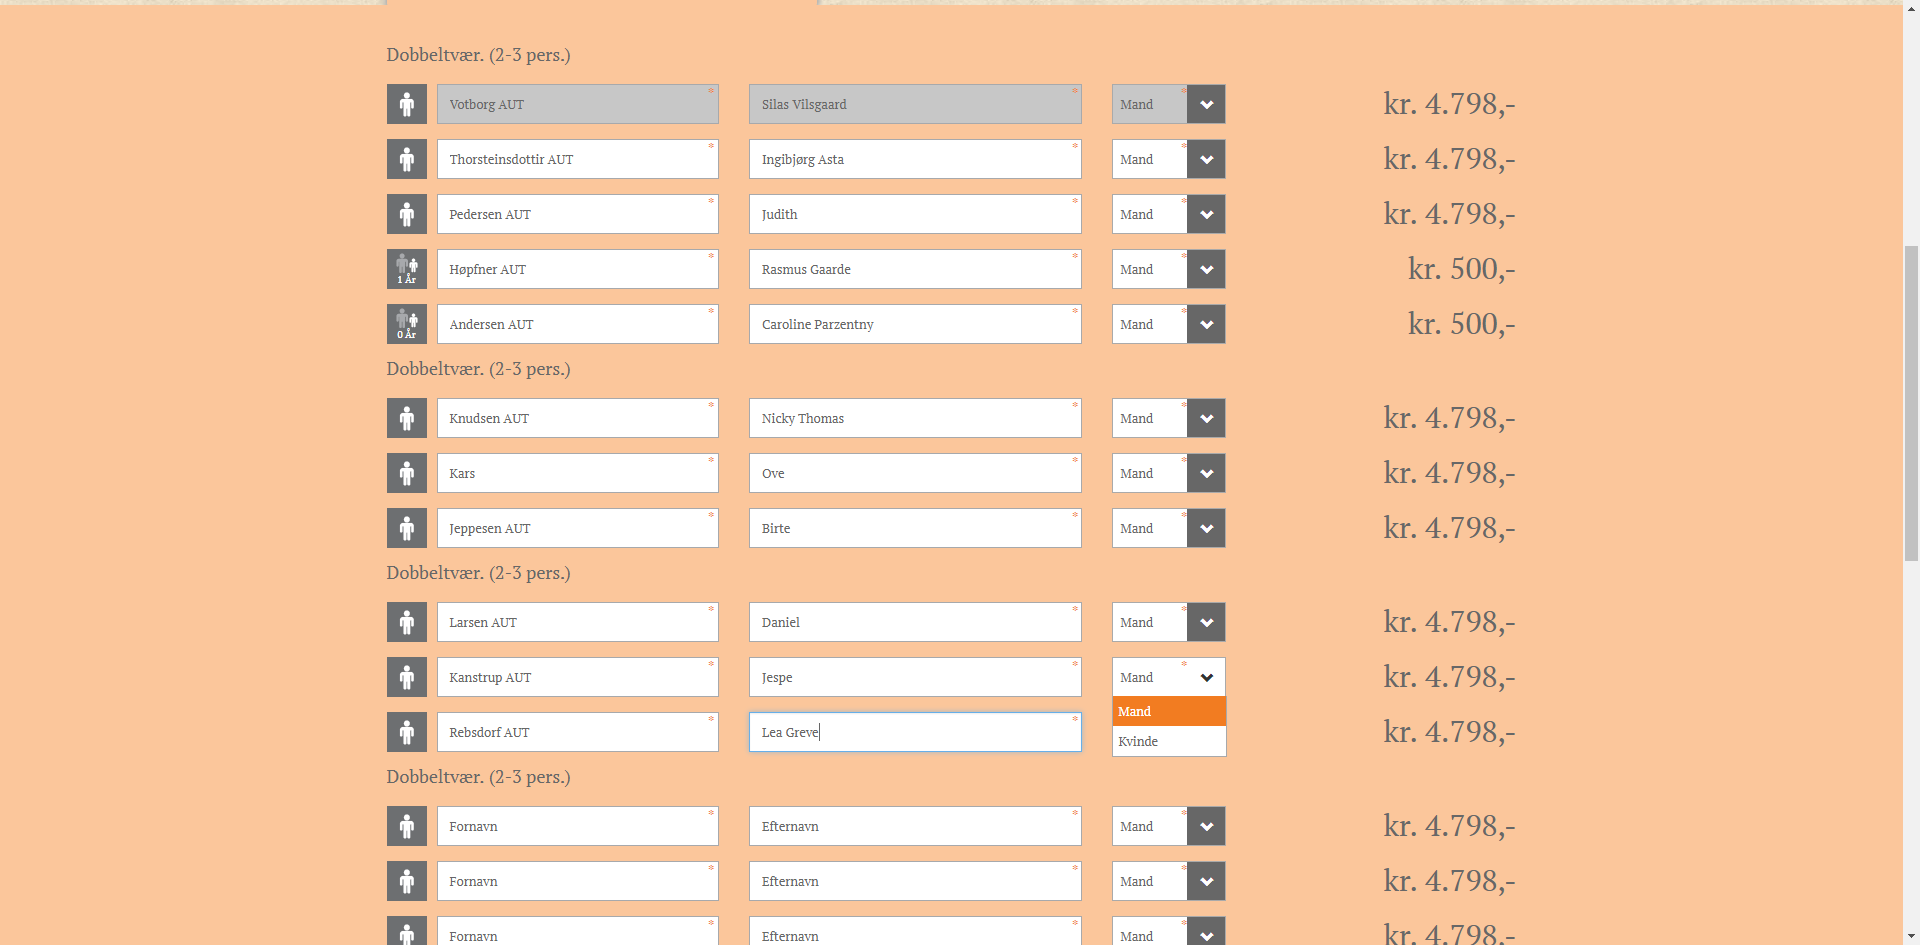 Dobbeltvær. (2-3 pers.)
Votborg AUT * Silas Vilsgaard * Mand * kr. 4.798,-
Thorsteinsdottir AUT * Ingibjørg Asta * Mand * kr. 4.798,-
Pedersen AUT * Judith * Mand * kr. 4.798,-
1 År Høpfner AUT * Rasmus Gaarde * Mand * kr. 500,-
0 År Andersen AUT * Caroline Parzentny * Mand * kr. 500,-
Dobbeltvær. (2-3 pers.)
Knudsen AUT * Nicky Thomas * Mand * kr. 4.798,-
Kars * Ove * Mand * kr. 4.798,-
Jeppesen AUT * Birte * Mand * kr. 4.798,-
Dobbeltvær. (2-3 pers.)
Larsen AUT * Daniel * Mand * kr. 4.798,-
Kanstrup AUT * Jespe * Mand * kr. 4.798,-
Mand
Rebsdorf AUT * Lea Greve * kr. 4.798,-
Kvinde
Dobbeltvær. (2-3 pers.)
Fornavn * Efternavn * Mand * kr. 4.798,-
Fornavn * Efternavn * Mand * kr. 4.798,-
Fornavn * Efternavn * Mand * kr. 4.798,-